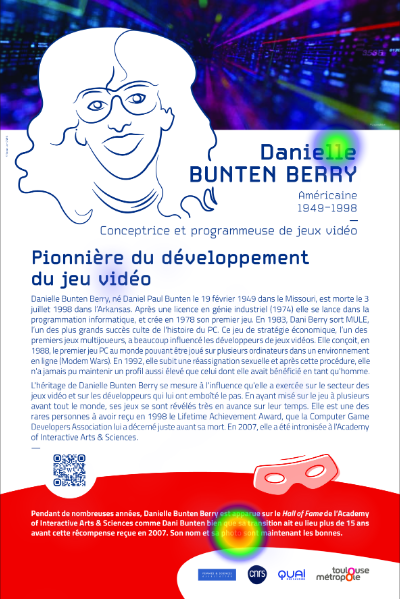 Danielle
BUNTEN BERRY
Américaine
1949-1998
Conceptrice et programmeuse de jeux vidéo
Pionnière du développement
du jeu vidéo
Danielle Bunten Berry, né Daniel Paul Bunten le 19 février 1949 dans le Missouri, est morte le 3
juillet 1998 dans l'Arkansas. Après une licence en génie industriel (1974) elle se lance dans la
programmation informatique, et crée en 1978 son premier jeu. En 1983, Dani Berry sort MULE,
l'un des plus grands succès culte de l'histoire du PC. Ce jeu de stratégie économique, l'un des
premiers jeux multijoueurs, a beaucoup influencé les développeurs de jeux vidéos. Elle conçoit, en
1988, le premier jeu PC au monde pouvant être joué sur plusieurs ordinateurs dans un environnement
en ligne (Modem Wars). En 1992, elle subit une réassignation sexuelle et après cette procédure, elle
n'a jamais pu maintenir un profil aussi élevé que celui dont elle avait bénéficié en tant qu'homme.
L'héritage de Danielle Bunten Berry se mesure à l'influence qu'elle a exercée sur le secteur des
jeux vidéo et sur les développeurs qui lui ont emboîté le pas. En ayant misé sur le jeu à plusieurs
avant tout le monde, ses jeux se sont révélés très en avance sur leur temps. Elle est une des
rares personnes à avoir reçu en 1998 le Lifetime Achievement Award, que la Computer Game
Developers Association lui a décerné juste avant sa mort. En 2007, elle a été intronisée à l'Academy
of Interactive Arts & Sciences.
Pendant de nombreuses années, Danielle Bunten Berry est apparue sur le Hall of Fame de l'Academy
of Interactive Arts & Sciences comme Dani Bunten bien que sa transition ait eu lieu plus de 15 ans
avant cette récompense reçue en 2007. Son nom et sa photo sont maintenant les bonnes.
cnrs
QUAI
toulouse
métropole